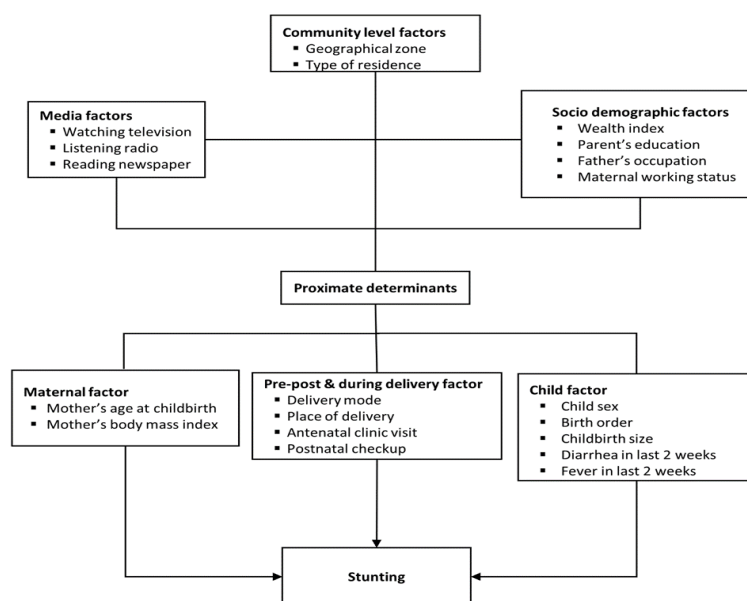 Community level factors
▪ Geographical zone
▪ Type of residence
Media factors
▪ Watching television
▪ Listening radio
▪ Reading newspaper
Socio demographic factors
▪ Wealth index
▪ Parent's education
▪ Father's occupation
▪ Maternal working status
Proximate determinants
Maternal factor
▪ Mother's age at childbirth
▪ Mother's body mass index
Pre-post & during delivery factor
▪ Delivery mode
▪ Place of delivery
▪ Antenatal clinic visit
▪ Postnatal checkup
Child factor
▪ Child sex
▪ Birth order
▪ Childbirth size
▪ Diarrhea in last 2 weeks
▪ Fever in last 2 weeks
Stunting